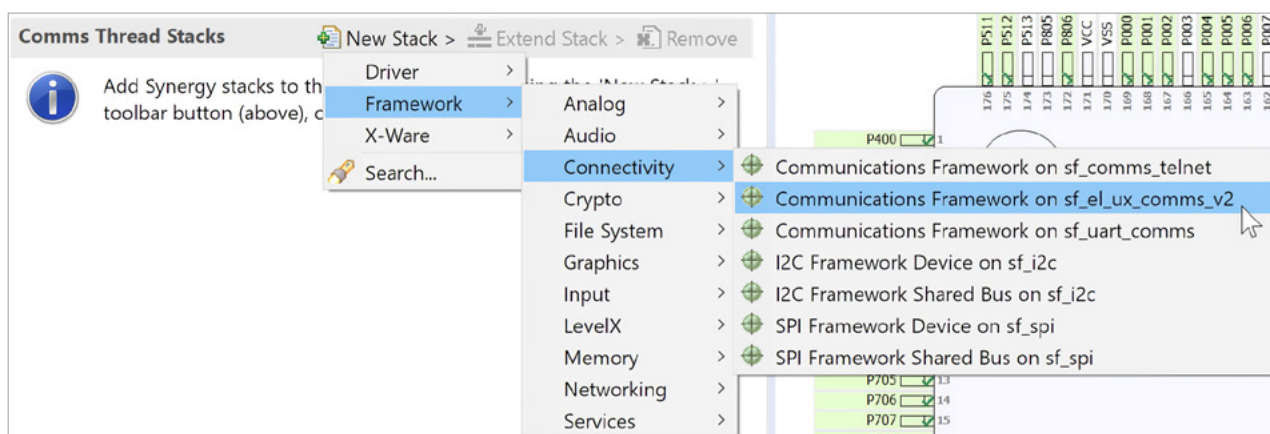 Comms Thread Stacks
New Stack > Extend Stack > Remove
Add Synergy stacks to th
toolbar button (above), c
Driver
Framework
X-Ware
Search...
Analog
Audio
Connectivity
Crypto
File System
Graphics
Input
LevelX
Memory
Networking
Services
Communications Framework on sf_comms_telnet
Communications Framework on sf_el_ux_comms_v2
Communications Framework on sf_uart_comms
I2C Framework Device on sf_i2c
I2C Framework Shared Bus on sf_i2c
SPI Framework Device on sf_spi
SPI Framework Shared Bus on sf_spi
P511
P512
P513
P805
P806
VCC
VSS
P000
P001
P002
P003
P004
P005
P006
P007
176
175
174
173
172
171
170
169
168
167
166
165
164
163
162
P400 1
P705 13
P706 14
P707 15